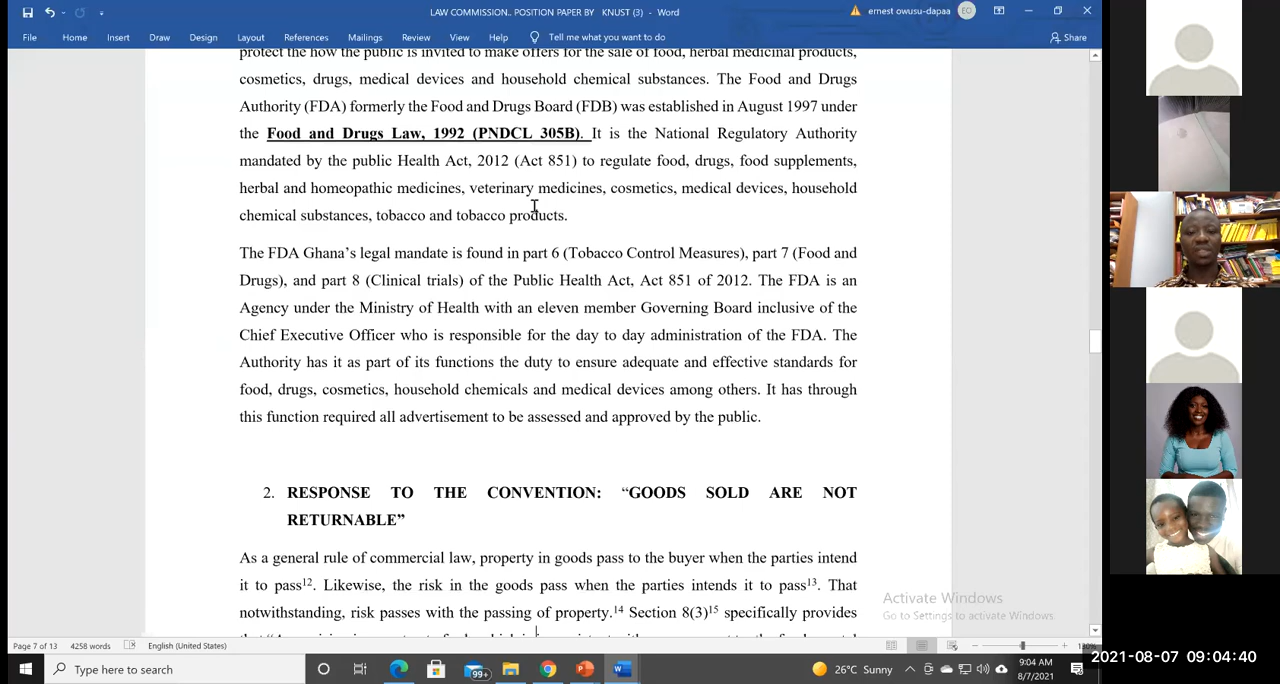 LAW COMMISSION.. POSITION PAPER BY KNUST (3) - Word
ernest owusu-dapaa
EO
File Home Insert Draw Design Layout References Mailings Review View Help Tell me what you want to do
Share
protect the how the public is invited to make offers for the sale of food, herbal medicinal products,
cosmetics, drugs, medical devices and household chemical substances. The Food and Drugs
Authority (FDA) formerly the Food and Drugs Board (FDB) was established in August 1997 under
the Food and Drugs Law, 1992 (PNDCL 305B). It is the National Regulatory Authority
mandated by the public Health Act, 2012 (Act 851) to regulate food, drugs, food supplements,
herbal and homeopathic medicines, veterinary medicines, cosmetics, medical devices, household
chemical substances, tobacco and tobacco products.
The FDA Ghana’s legal mandate is found in part 6 (Tobacco Control Measures), part 7 (Food and
Drugs), and part 8 (Clinical trials) of the Public Health Act, Act 851 of 2012. The FDA is an
Agency under the Ministry of Health with an eleven member Governing Board inclusive of the
Chief Executive Officer who is responsible for the day to day administration of the FDA. The
Authority has it as part of its functions the duty to ensure adequate and effective standards for
food, drugs, cosmetics, household chemicals and medical devices among others. It has through
this function required all advertisement to be assessed and approved by the public.
2. RESPONSE TO THE CONVENTION: “GOODS SOLD ARE NOT
RETURNABLE”
As a general rule of commercial law, property in goods pass to the buyer when the parties intend
it to pass12. Likewise, the risk in the goods pass when the parties intends it to pass13. That
notwithstanding, risk passes with the passing of property.14 Section 8(3)15 specifically provides
Activate Windows
Go to Settings to activate Windows.
Page 7 of 13 4258 words English (United States)
130%
Type here to search
99+
26°C Sunny
9:04 AM
8/7/2021
2021-08-07 09:04:40